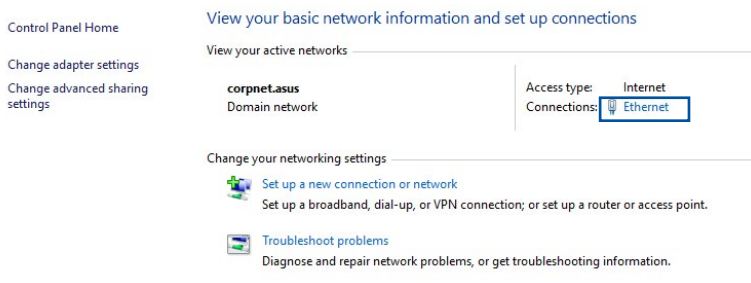 Control Panel Home
Change adapter settings
Change advanced sharing
settings
View your basic network information and set up connections
View your active networks
corpnet.asus
Domain network
Access type: Internet
Connections: Ethernet
Change your networking settings
Set up a new connection or network
Set up a broadband, dial-up, or VPN connection; or set up a router or access point.
Troubleshoot problems
Diagnose and repair network problems, or get troubleshooting information.